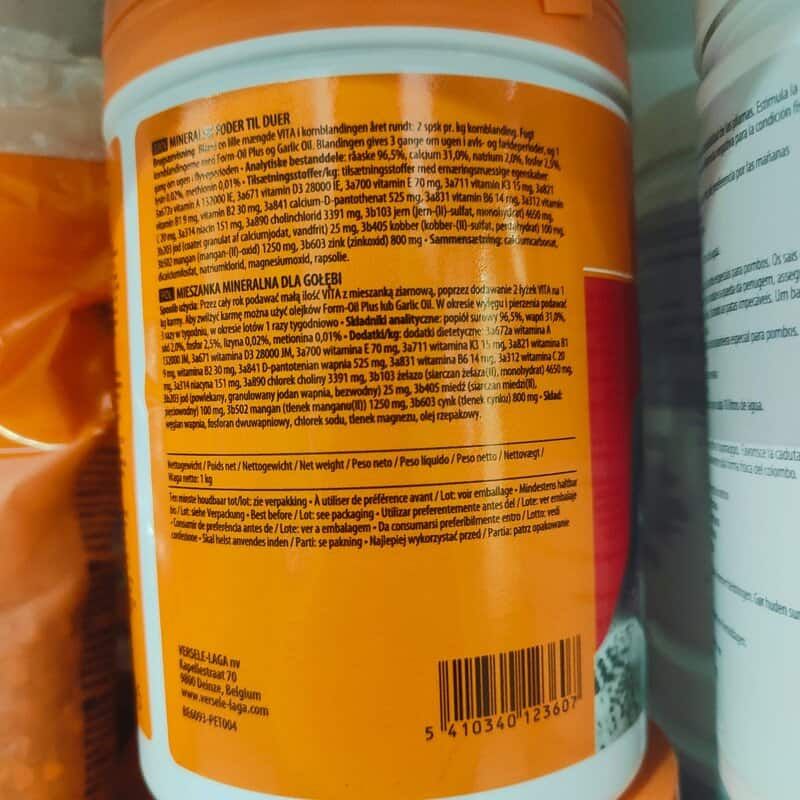 MINERALSK FODER TIL DUER
Brugsanvisning: Bland en lille mængde VITA i kornblandingen året rundt: 2 spsk pr. kg kornblanding. Fugt
kornblandingerne med Form-Oil Plus og Garlic Oil. Blandingen gives 3 gange om ugen i avls- og fældeperioder, og 1
gang om ugen i flyveperioden • Analytiske bestanddele: råaske 96,5%, calcium 31,0%, natrium 2,0%, fosfor 2,5%,
lysin 0,02%, methionin 0,01% • Tilsætningsstoffer/kg: tilsætningsstoffer med ernæringsmæssige egenskaber
3a672a vitamin A 132000 IE, 3a671 vitamin D3 28000 IE, 3a700 vitamin E 70 mg, 3a711 vitamin K3 15 mg, 3a821
vitamin B1 9 mg, vitamin B2 30 mg, 3a841 calcium-D-pantothenat 525 mg, 3a831 vitamin B6 14 mg, 3a312 vitamin
C 20 mg, 3a314 niacin 151 mg, 3a890 cholinchlorid 3391 mg, 3b103 jern (jern-(II)-sulfat, monohydrat) 4650 mg,
3b203 jod (coatet granulat af calciumjodat, vandfrit) 25 mg, 3b405 kobber (kobber-(II)-sulfat, pentahydrat) 100 mg,
3b502 mangan (mangan-(II)-oxid) 1250 mg, 3b603 zink (zinkoxid) 800 mg • Sammensætning: calciumcarbonat,
dicalciumfosfat, natriumklorid, magnesiumoxid, rapsolie.
MIESZANKA MINERALNA DLA GOŁĘBI
Sposób użycia: Przez cały rok podawać małą ilość VITA z mieszanką ziarnową, poprzez dodawanie 2 łyżek VITA na 1
kg karmy. Aby zwilżyć karmę można użyć olejków Form-Oil Plus lub Garlic Oil. W okresie wylęgu i pierzenia podawać
3 razy w tygodniu, w okresie lotów 1 razy tygodniowo • Składniki analityczne: popiół surowy 96,5%, wapń 31,0%,
sód 2,0%, fosfor 2,5%, lizyna 0,02%, metionina 0,01% • Dodatki/kg: dodatki dietetyczne: 3a672a witamina A
132000 JM, 3a671 witamina D3 28000 JM, 3a700 witamina E 70 mg, 3a711 witamina K3 15 mg, 3a821 witamina B1
9 mg, witamina B2 30 mg, 3a841 D-pantotenian wapnia 525 mg, 3a831 witamina B6 14 mg, 3a312 witamina C 20
mg, 3a314 niacyna 151 mg, 3a890 chlorek choliny 3391 mg, 3b103 żelazo (siarczan żelaza(II), monohydrat) 4650 mg,
3b203 jod (powlekany, granulowany jodan wapnia, bezwodny) 25 mg, 3b405 miedź (siarczan miedzi(II),
pięciowodny) 100 mg, 3b502 mangan (tlenek manganu(II)) 1250 mg, 3b603 cynk (tlenek cynku) 800 mg • Skład:
węglan wapnia, fosforan dwuwapniowy, chlorek sodu, tlenek magnezu, olej rzepakowy.
Nettogewicht / Poids net / Nettogewicht / Net weight / Peso neto / Peso líquido / Peso netto / Nettovægt /
Waga netto: 1 kg
Ten minste houdbaar tot/lot: zie verpakking • À utiliser de préférence avant / Lot: voir emballage • Mindestens haltbar
bis / Lot: siehe Verpackung • Best before / Lot: see packaging • Utilizar preferentemente antes del / Lote: ver embalaje
• Consumir de preferência antes de / Lote: ver a embalagem • Da consumarsi preferibilmente entro / Lotto: vedi
confezione • Skal helst anvendes inden / Parti: se pakning • Najlepiej wykorzystać przed / Partia: patrz opakowanie
VERSELE-LAGA nv
Kapellestraat 70
9800 Deinze, Belgium
www.versele-laga.com
BE6093-PET004
5 410340 123607